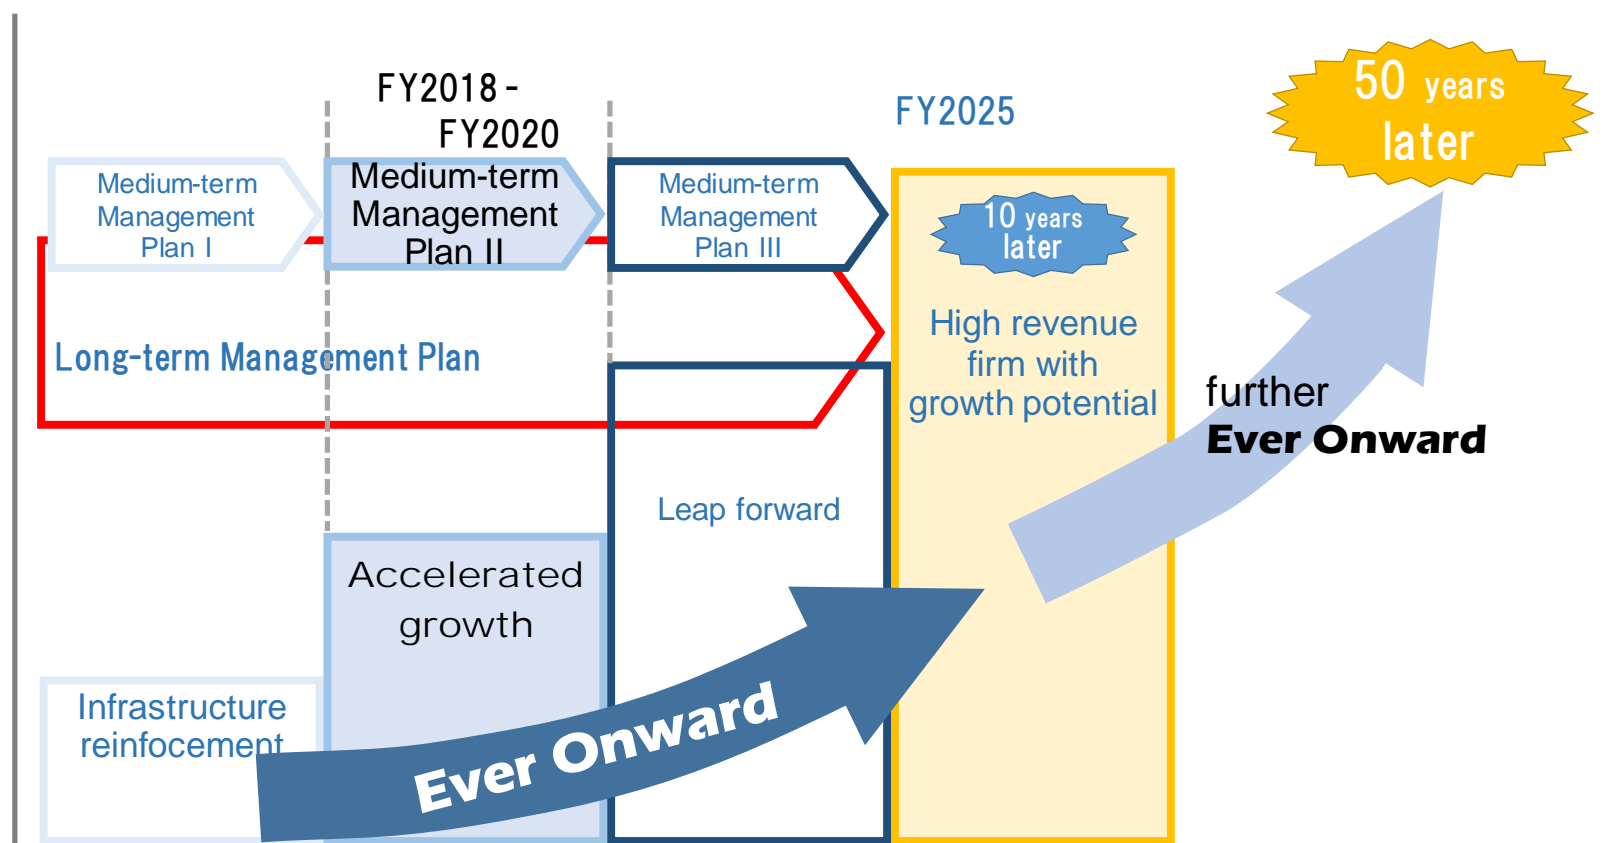 FY2018 -
FY2020
FY2025
50 years
later
Medium-term
Management
Plan I
Medium-term
Management
Plan II
Medium-term
Management
Plan III
10 years
later
Long-term Management Plan
High revenue
firm with
growth potential
further
Ever Onward
Leap forward
Accelerated
growth
Infrastructure
reinfocement
Ever Onward